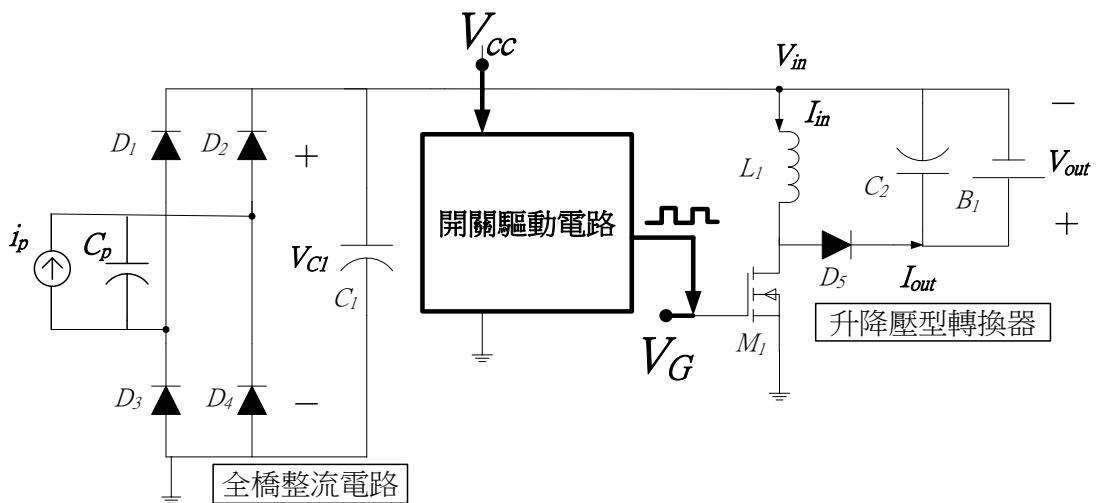 V_CC
V_in
D_1
D_2
+
I_in
−
L_1
C_2
V_out
B_1
+
開關驅動電路
i_p
C_p
V_C1
C_1
D_5
I_out
升降壓型轉換器
V_G
M_1
D_3
D_4
−
全橋整流電路